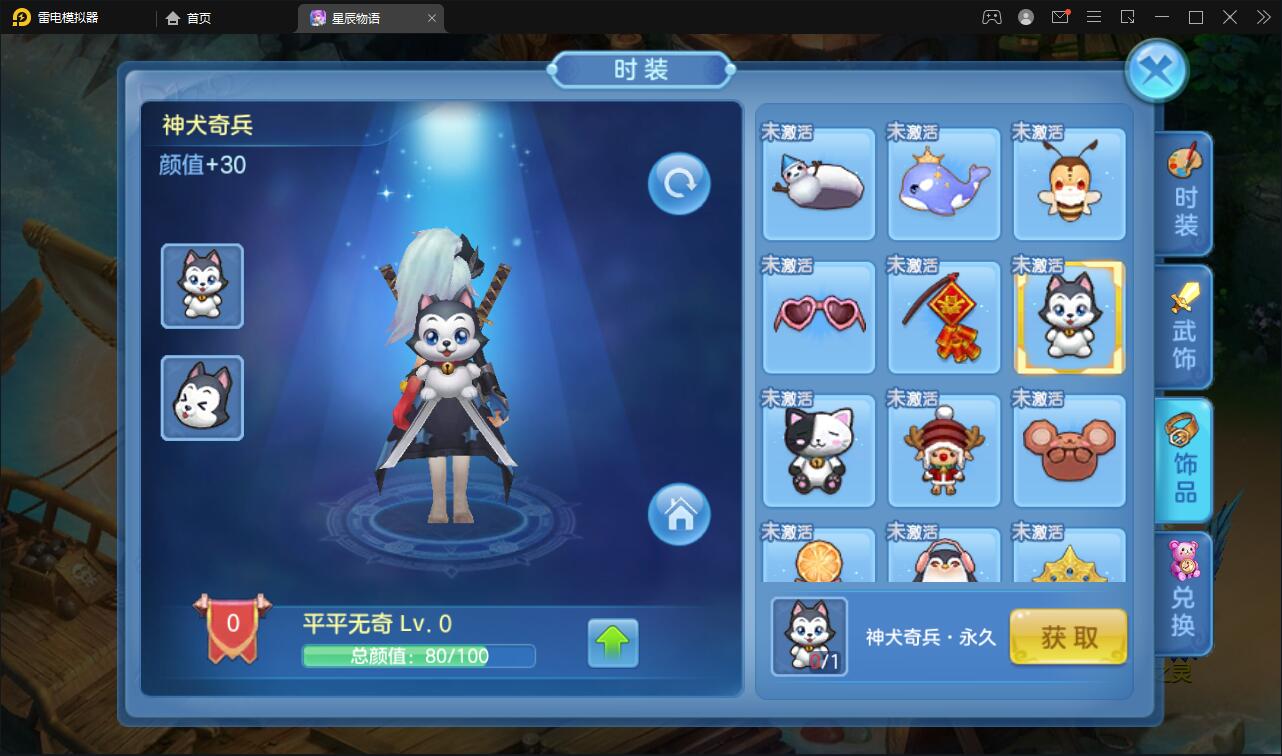 雷电模拟器
首页
星辰物语
时装
神犬奇兵
颜值+30
未激活
未激活
未激活
未激活
未激活
未激活
未激活
未激活
未激活
未激活
未激活
未激活
时装
武饰
饰品
兑换
0
平平无奇 Lv. 0
总颜值：80/100
0/1
神犬奇兵·永久
获取
之灵